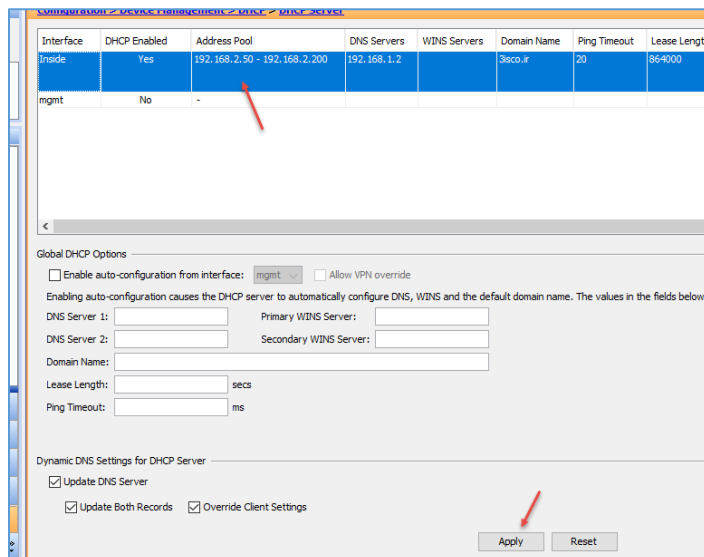 Configuration > Device Management > DHCP > DHCP Server
Interface DHCP Enabled Address Pool DNS Servers WINS Servers Domain Name Ping Timeout Lease Lengt
Inside Yes 192.168.2.50 - 192.168.2.200 192.168.1.2 3isco.ir 20 864000
mgmt No -
Global DHCP Options
Enable auto-configuration from interface: mgmt Allow VPN override
Enabling auto-configuration causes the DHCP server to automatically configure DNS, WINS and the default domain name. The values in the fields below
DNS Server 1: Primary WINS Server:
DNS Server 2: Secondary WINS Server:
Domain Name:
Lease Length: secs
Ping Timeout: ms
Dynamic DNS Settings for DHCP Server
Update DNS Server
Update Both Records Override Client Settings
Apply Reset